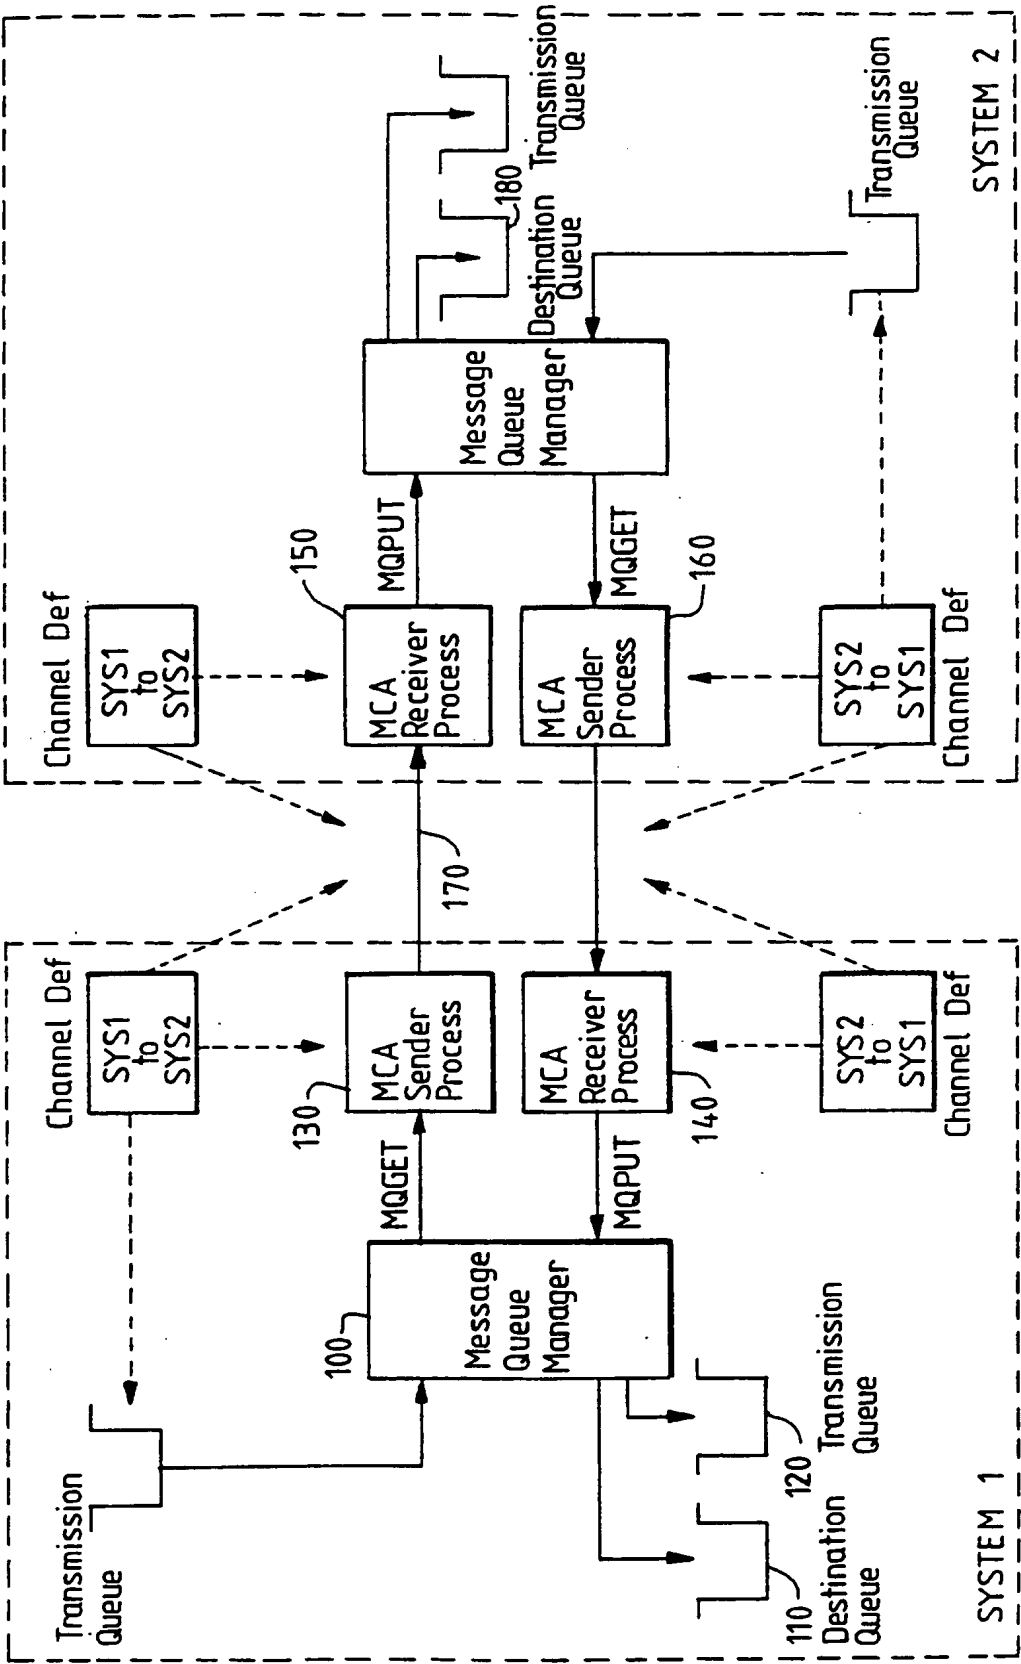 Transmission
Queue
Channel Def
SYS1
to
SYS2
Channel Def
SYS1
to
SYS2
100
Message
Queue
Manager
MQGET
130
MCA
Sender
Process
170
150
MCA
Receiver
Process
MQPUT
Message
Queue
Manager
180
Destination
Queue
Transmission
Queue
110
Destination
Queue
120
Transmission
Queue
MQPUT
140
MCA
Receiver
Process
MCA
Sender
Process
160
MQGET
Transmission
Queue
SYS2
to
SYS1
Channel Def
SYS2
to
SYS1
Channel Def
SYSTEM 1
SYSTEM 2